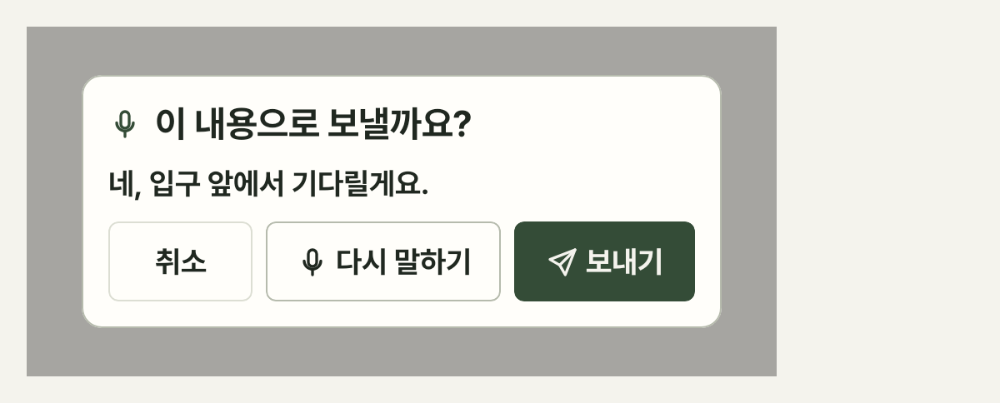 이 내용으로 보낼까요?
네, 입구 앞에서 기다릴게요.
취소 다시 말하기 보내기